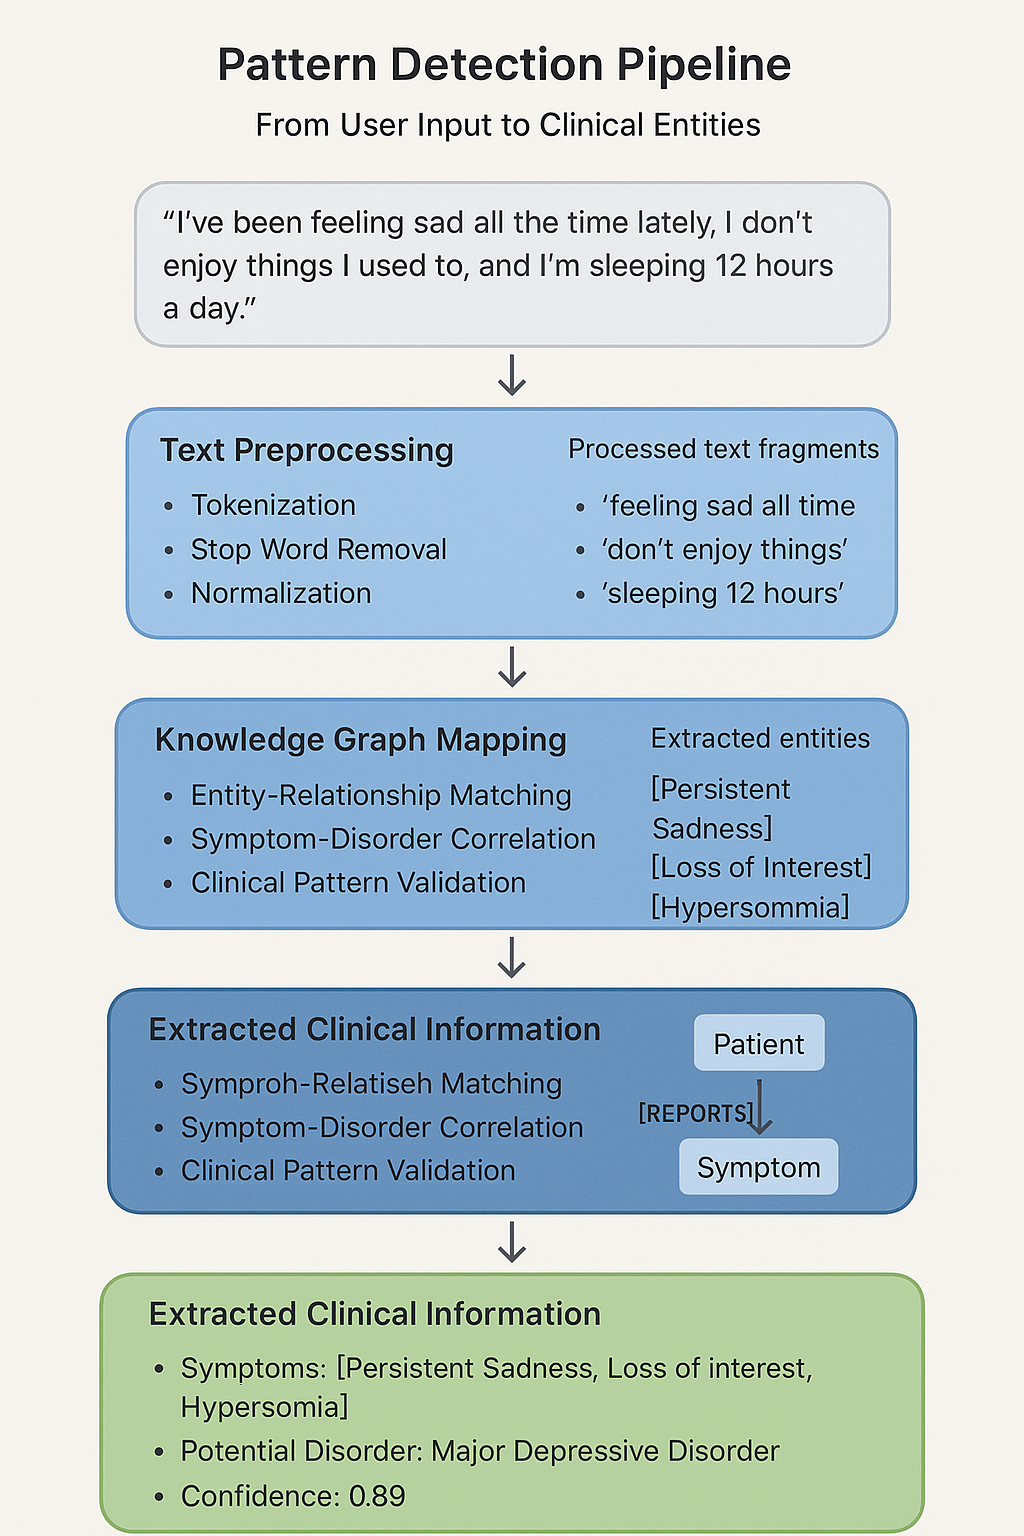 Pattern Detection Pipeline
From User Input to Clinical Entities
“I’ve been feeling sad all the time lately, I don’t
enjoy things I used to, and I’m sleeping 12 hours
a day.”
Text Preprocessing
• Tokenization
• Stop Word Removal
• Normalization
Processed text fragments
• ‘feeling sad all time
• ‘don’t enjoy things’
• ‘sleeping 12 hours’
Knowledge Graph Mapping
• Entity-Relationship Matching
• Symptom-Disorder Correlation
• Clinical Pattern Validation
Extracted entities
[Persistent
Sadness]
[Loss of Interest]
[Hypersommia]
Extracted Clinical Information
• Symproh-Relatiseh Matching
• Symptom-Disorder Correlation
• Clinical Pattern Validation
Patient
[REPORTS]
Symptom
Extracted Clinical Information
• Symptoms: [Persistent Sadness, Loss of interest,
Hypersomia]
• Potential Disorder: Major Depressive Disorder
• Confidence: 0.89